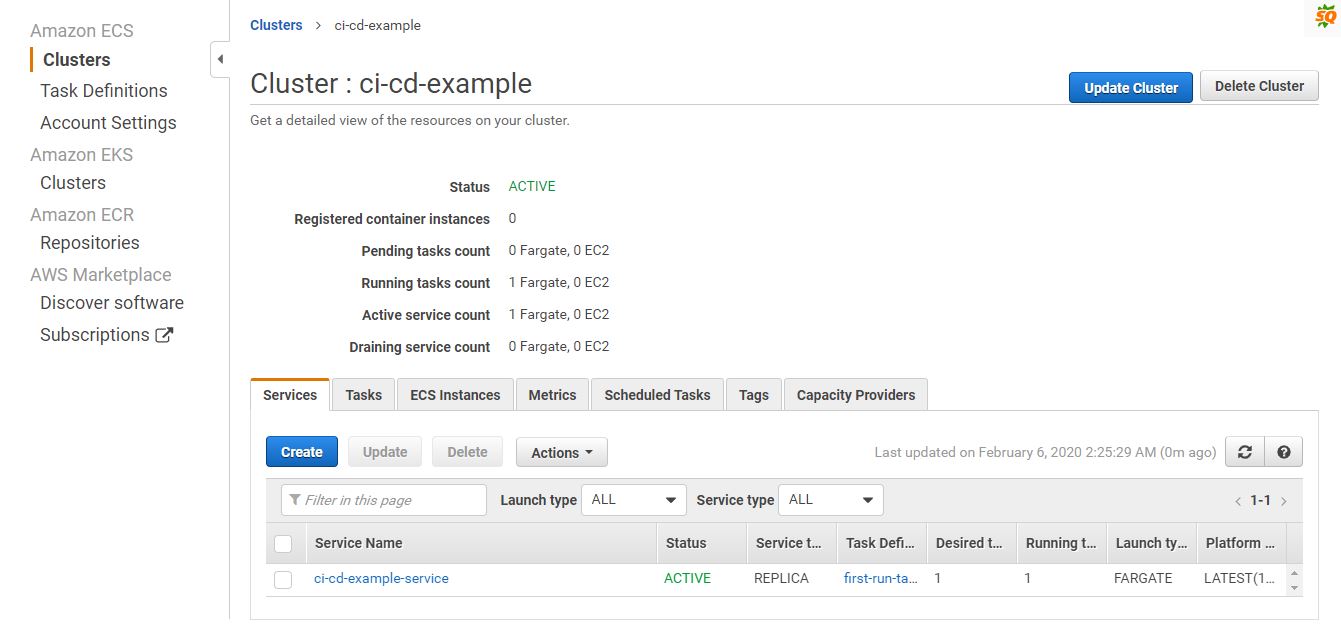 Amazon ECS
Clusters
Task Definitions
Account Settings
Amazon EKS
Clusters
Amazon ECR
Repositories
AWS Marketplace
Discover software
Subscriptions
Clusters > ci-cd-example
SQ
Cluster : ci-cd-example
Update Cluster Delete Cluster
Get a detailed view of the resources on your cluster.
Status ACTIVE
Registered container instances 0
Pending tasks count 0 Fargate, 0 EC2
Running tasks count 1 Fargate, 0 EC2
Active service count 1 Fargate, 0 EC2
Draining service count 0 Fargate, 0 EC2
Services Tasks ECS Instances Metrics Scheduled Tasks Tags Capacity Providers
Create Update Delete Actions Last updated on February 6, 2020 2:25:29 AM (0m ago) ?
Filter in this page Launch type ALL Service type ALL < 1-1 >
Service Name Status Service t... Task Defi... Desired t... Running t... Launch ty... Platform ...
ci-cd-example-service ACTIVE REPLICA first-run-ta... 1 1 FARGATE LATEST(1...